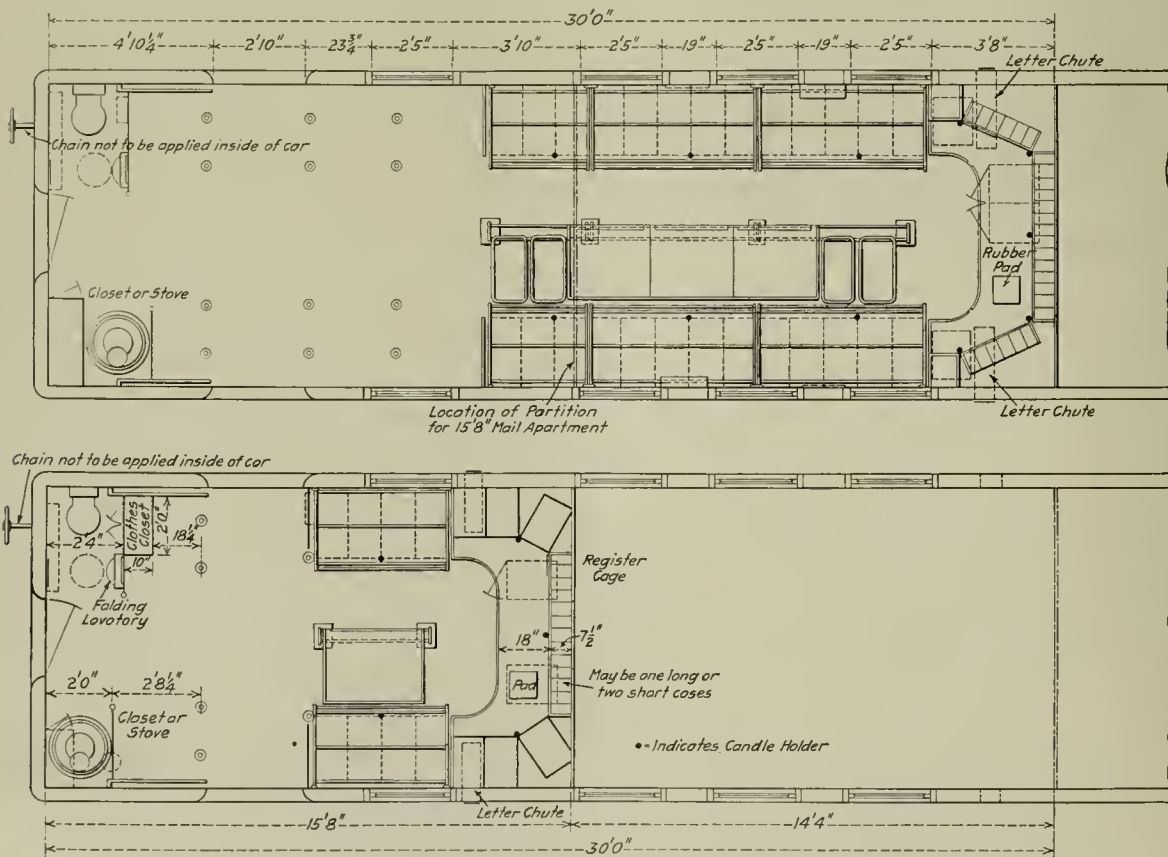 30'0"
4'10¼" 2'10" 23¾" 2'5" 3'10" 2'5" 19" 2'5" 19" 2'5" 3'8"
Letter Chute
Chain not to be applied inside of car
Closet or Stove
Rubber
Pad
Location of Partition
for 15'8" Mail Apartment
Letter Chute
Chain not to be applied inside of car
2'4"
Clothes
Closet
2'0"
18¼"
10"
Folding
Lavatory
Register
Cage
18"
7½"
2'0" 2'8¼"
Closet or
Stove
Pad
May be one long or
two short cases
•-Indicates Candle Holder
Letter Chute
15'8" 14'4"
30'0"